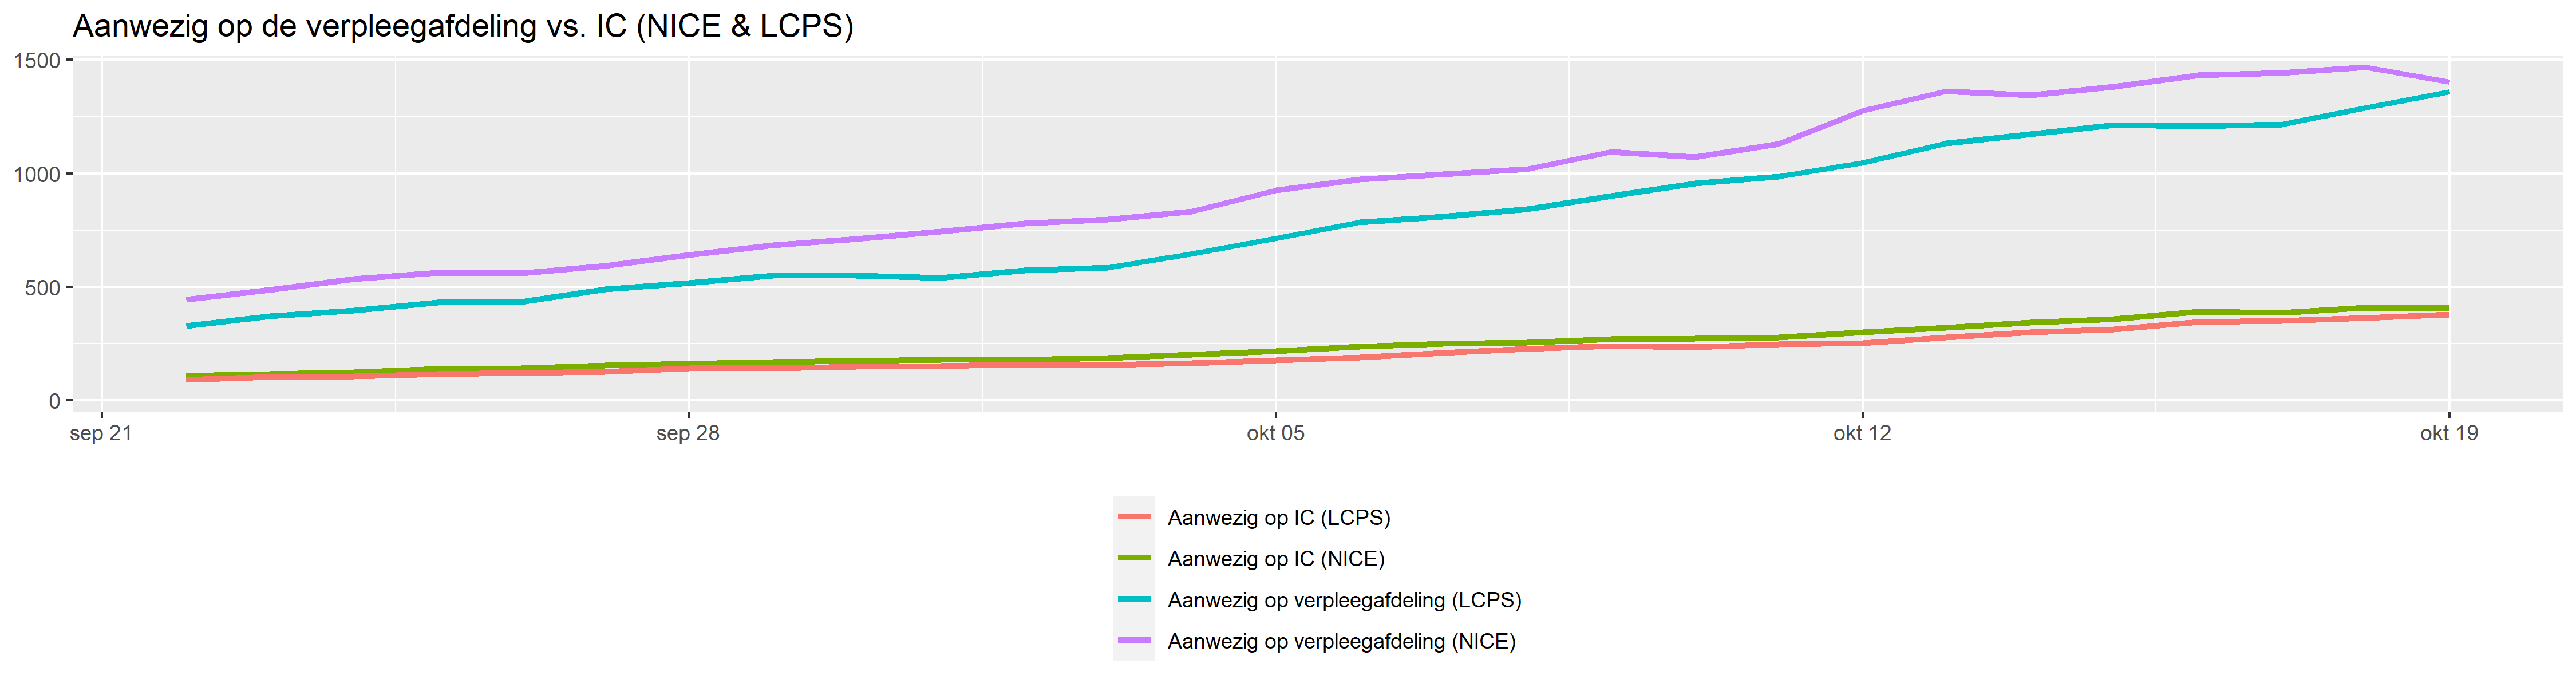 Aanwezig op de verpleegafdeling vs. IC (NICE & LCPS)
1500
1000
500
0
sep 21 sep 28 okt 05 okt 12 okt 19
Aanwezig op IC (LCPS)
Aanwezig op IC (NICE)
Aanwezig op verpleegafdeling (LCPS)
Aanwezig op verpleegafdeling (NICE)